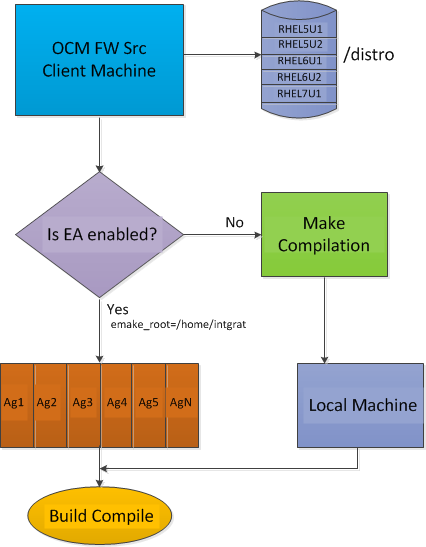 OCM FW Src
Client Machine
RHEL5U1
RHEL5U2
RHEL6U1
RHEL6U2
RHEL7U1
/distro
Is EA enabled?
No
Make
Compilation
Yes
emake_root=/home/intgrat
Ag1 Ag2 Ag3 Ag4 Ag5 AgN
Local Machine
Build Compile